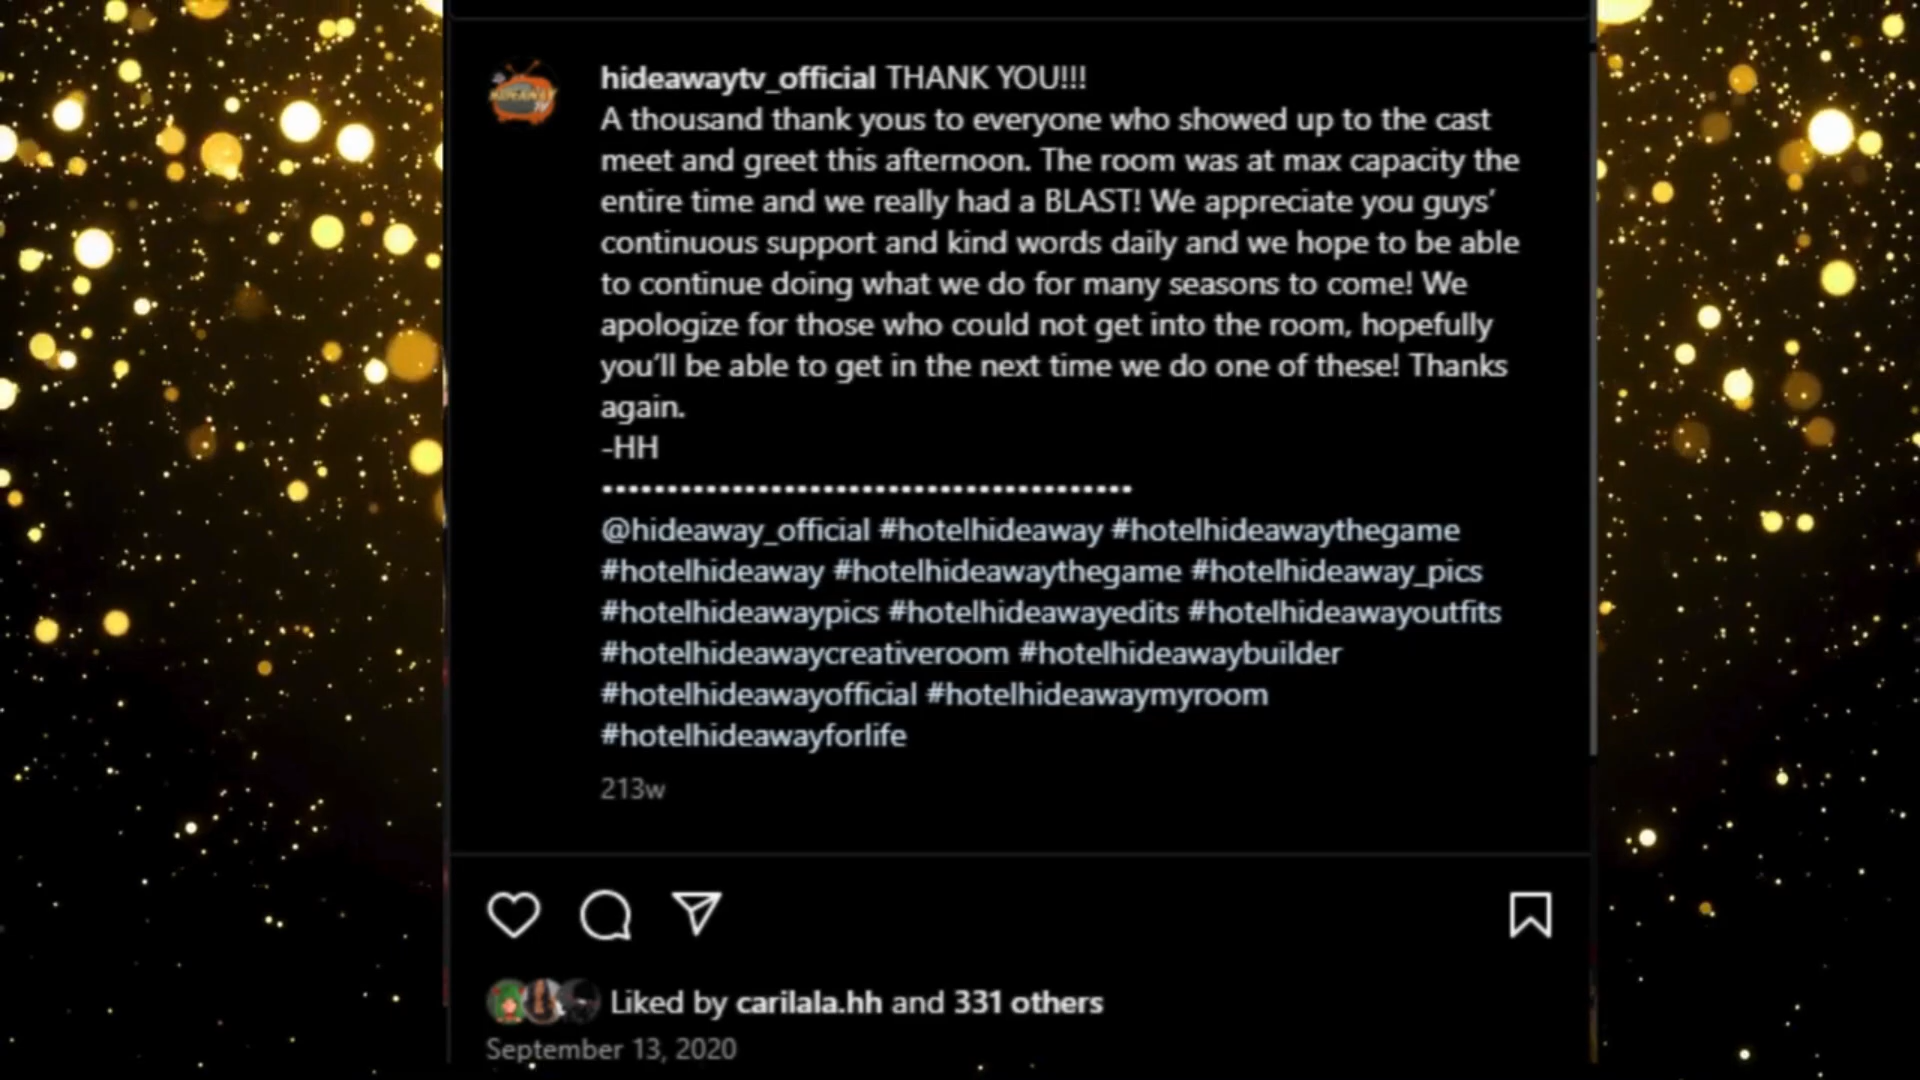 hideawaytv_official THANK YOU!!!
A thousand thank yous to everyone who showed up to the cast
meet and greet this afternoon. The room was at max capacity the
entire time and we really had a BLAST! We appreciate you guys’
continuous support and kind words daily and we hope to be able
to continue doing what we do for many seasons to come! We
apologize for those who could not get into the room, hopefully
you’ll be able to get in the next time we do one of these! Thanks
again.
-HH
•••••••••••••••••••••••••••••••••••••••••
@hideaway_official #hotelhideaway #hotelhideawaythegame
#hotelhideaway #hotelhideawaythegame #hotelhideaway_pics
#hotelhideawaypics #hotelhideawayedits #hotelhideawayoutfits
#hotelhideawaycreativeroom #hotelhideawaybuilder
#hotelhideawayofficial #hotelhideawaymyroom
#hotelhideawayforlife
213w
Liked by carilala.hh and 331 others
September 13, 2020